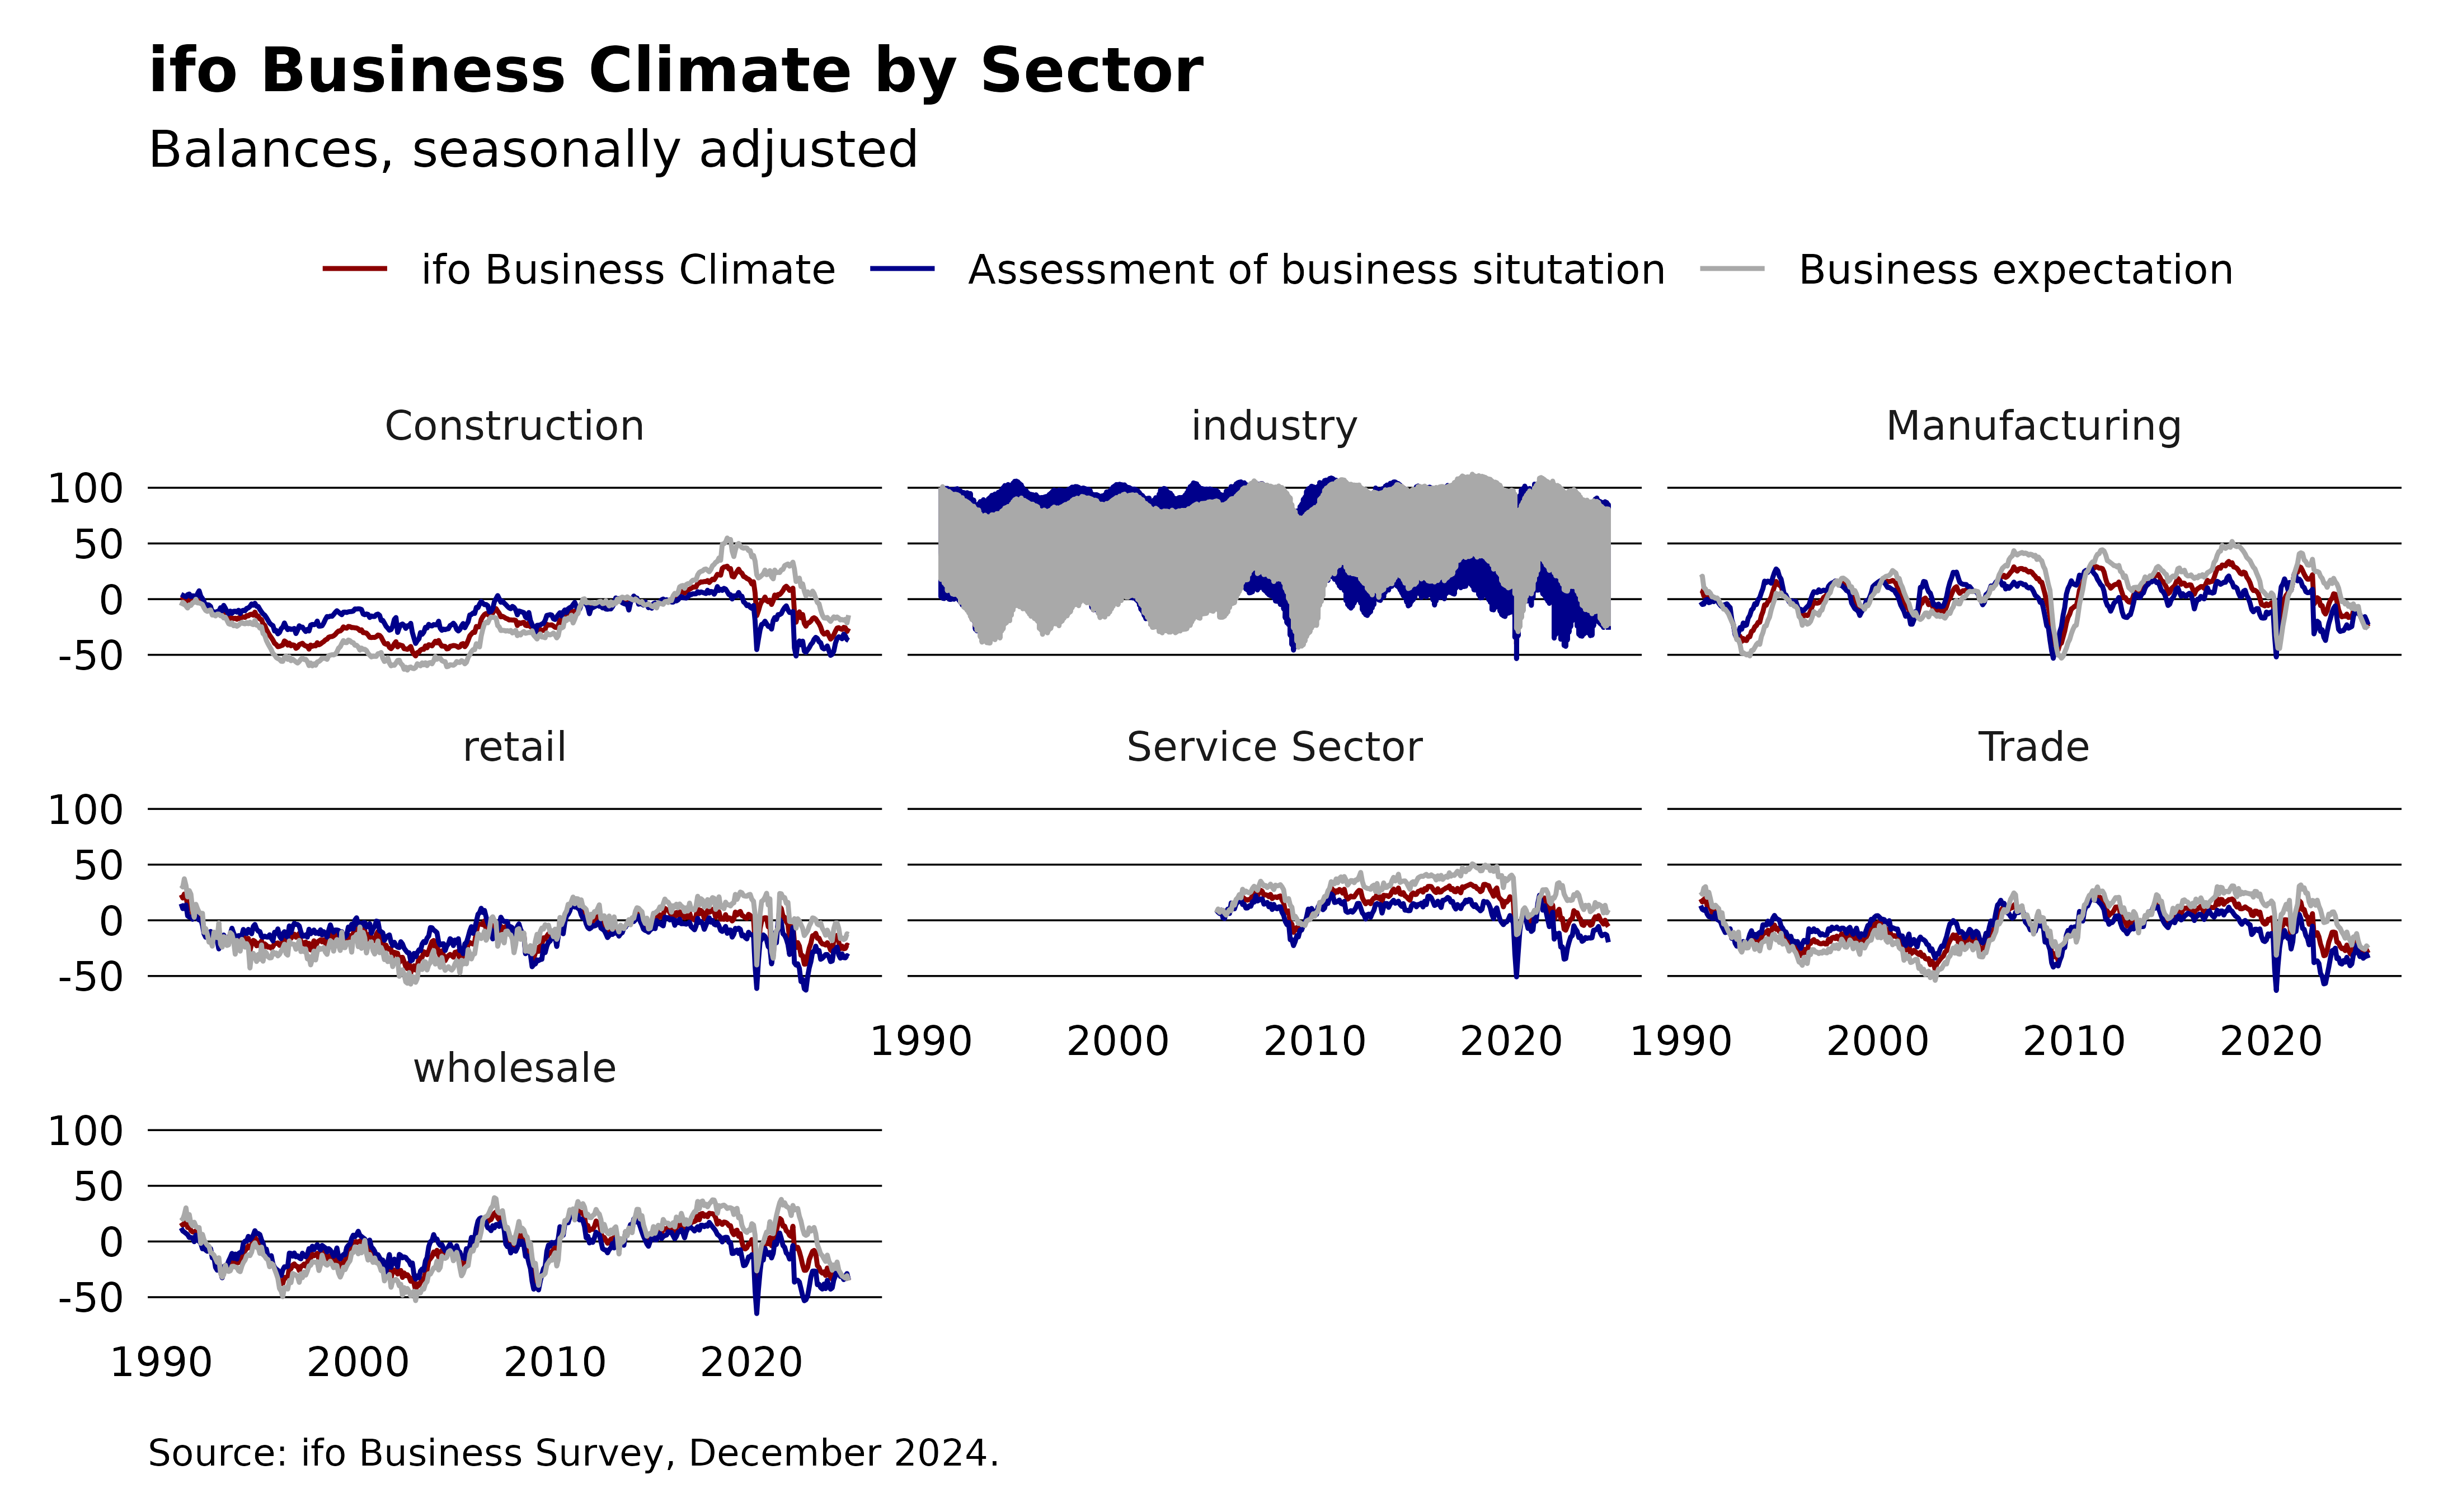 ifo Business Climate by Sector
Balances, seasonally adjusted
ifo Business Climate Assessment of business situtation Business expectation
Construction industry Manufacturing
100
50
0
-50
retail Service Sector Trade
100
50
0
-50
1990 2000 2010 2020 1990 2000 2010 2020
wholesale
100
50
0
-50
1990 2000 2010 2020
Source: ifo Business Survey, December 2024.